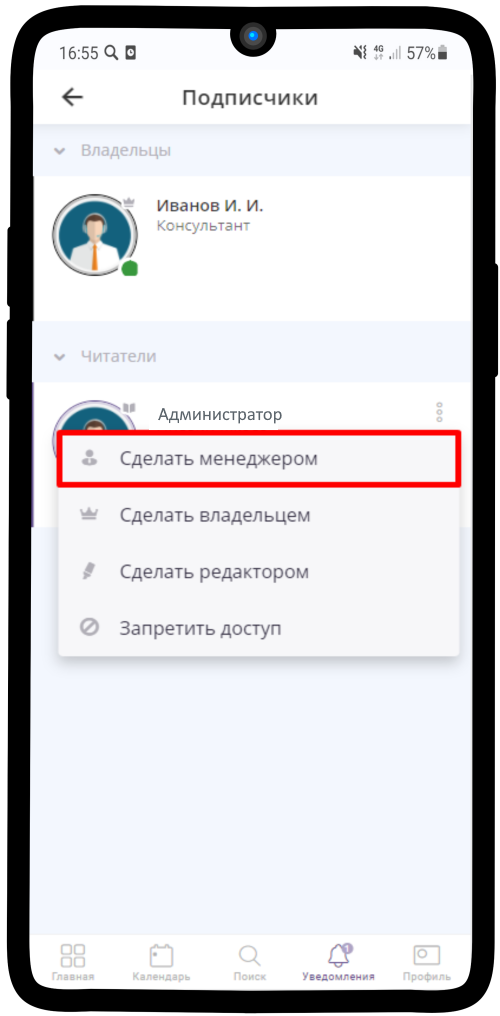 16:55 4G 57%
Подписчики
Владельцы
Иванов И. И.
Консультант
Читатели
Администратор
Сделать менеджером
Сделать владельцем
Сделать редактором
Запретить доступ
1
Главная Календарь Поиск Уведомления Профиль